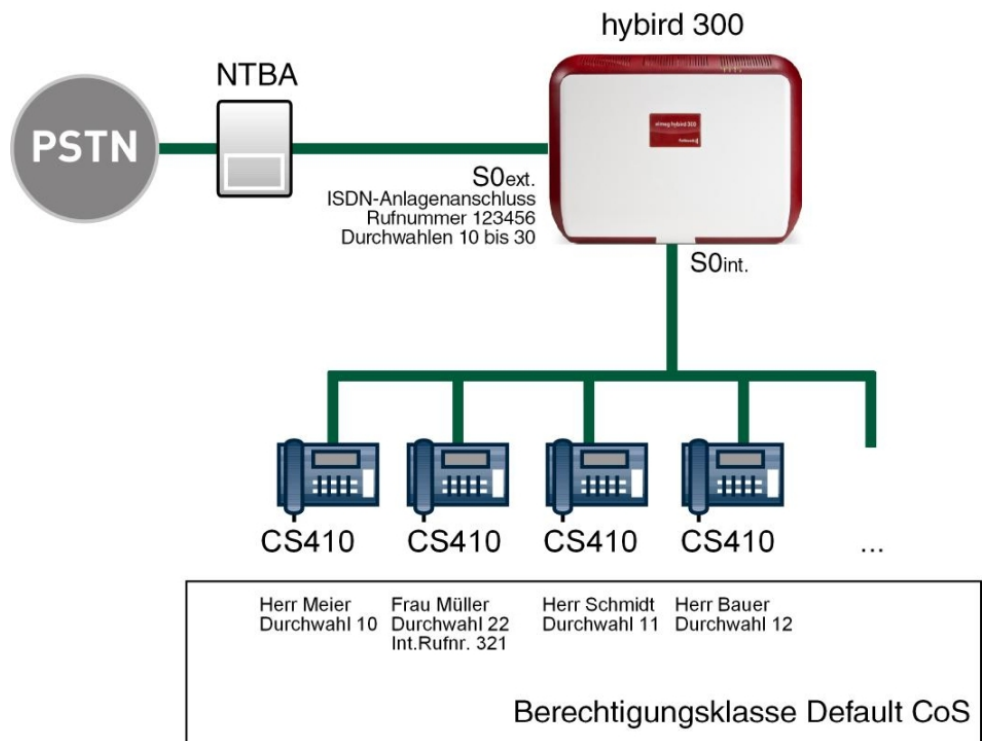 hybird 300
NTBA
PSTN
S0ext.
ISDN-Anlagenanschluss
Rufnummer 123456
Durchwahlen 10 bis 30
S0int.
CS410
CS410
CS410
CS410
...
Herr Meier
Durchwahl 10
Frau Müller
Durchwahl 22
Int.Rufnr. 321
Herr Schmidt
Durchwahl 11
Herr Bauer
Durchwahl 12
Berechtigungsklasse Default CoS